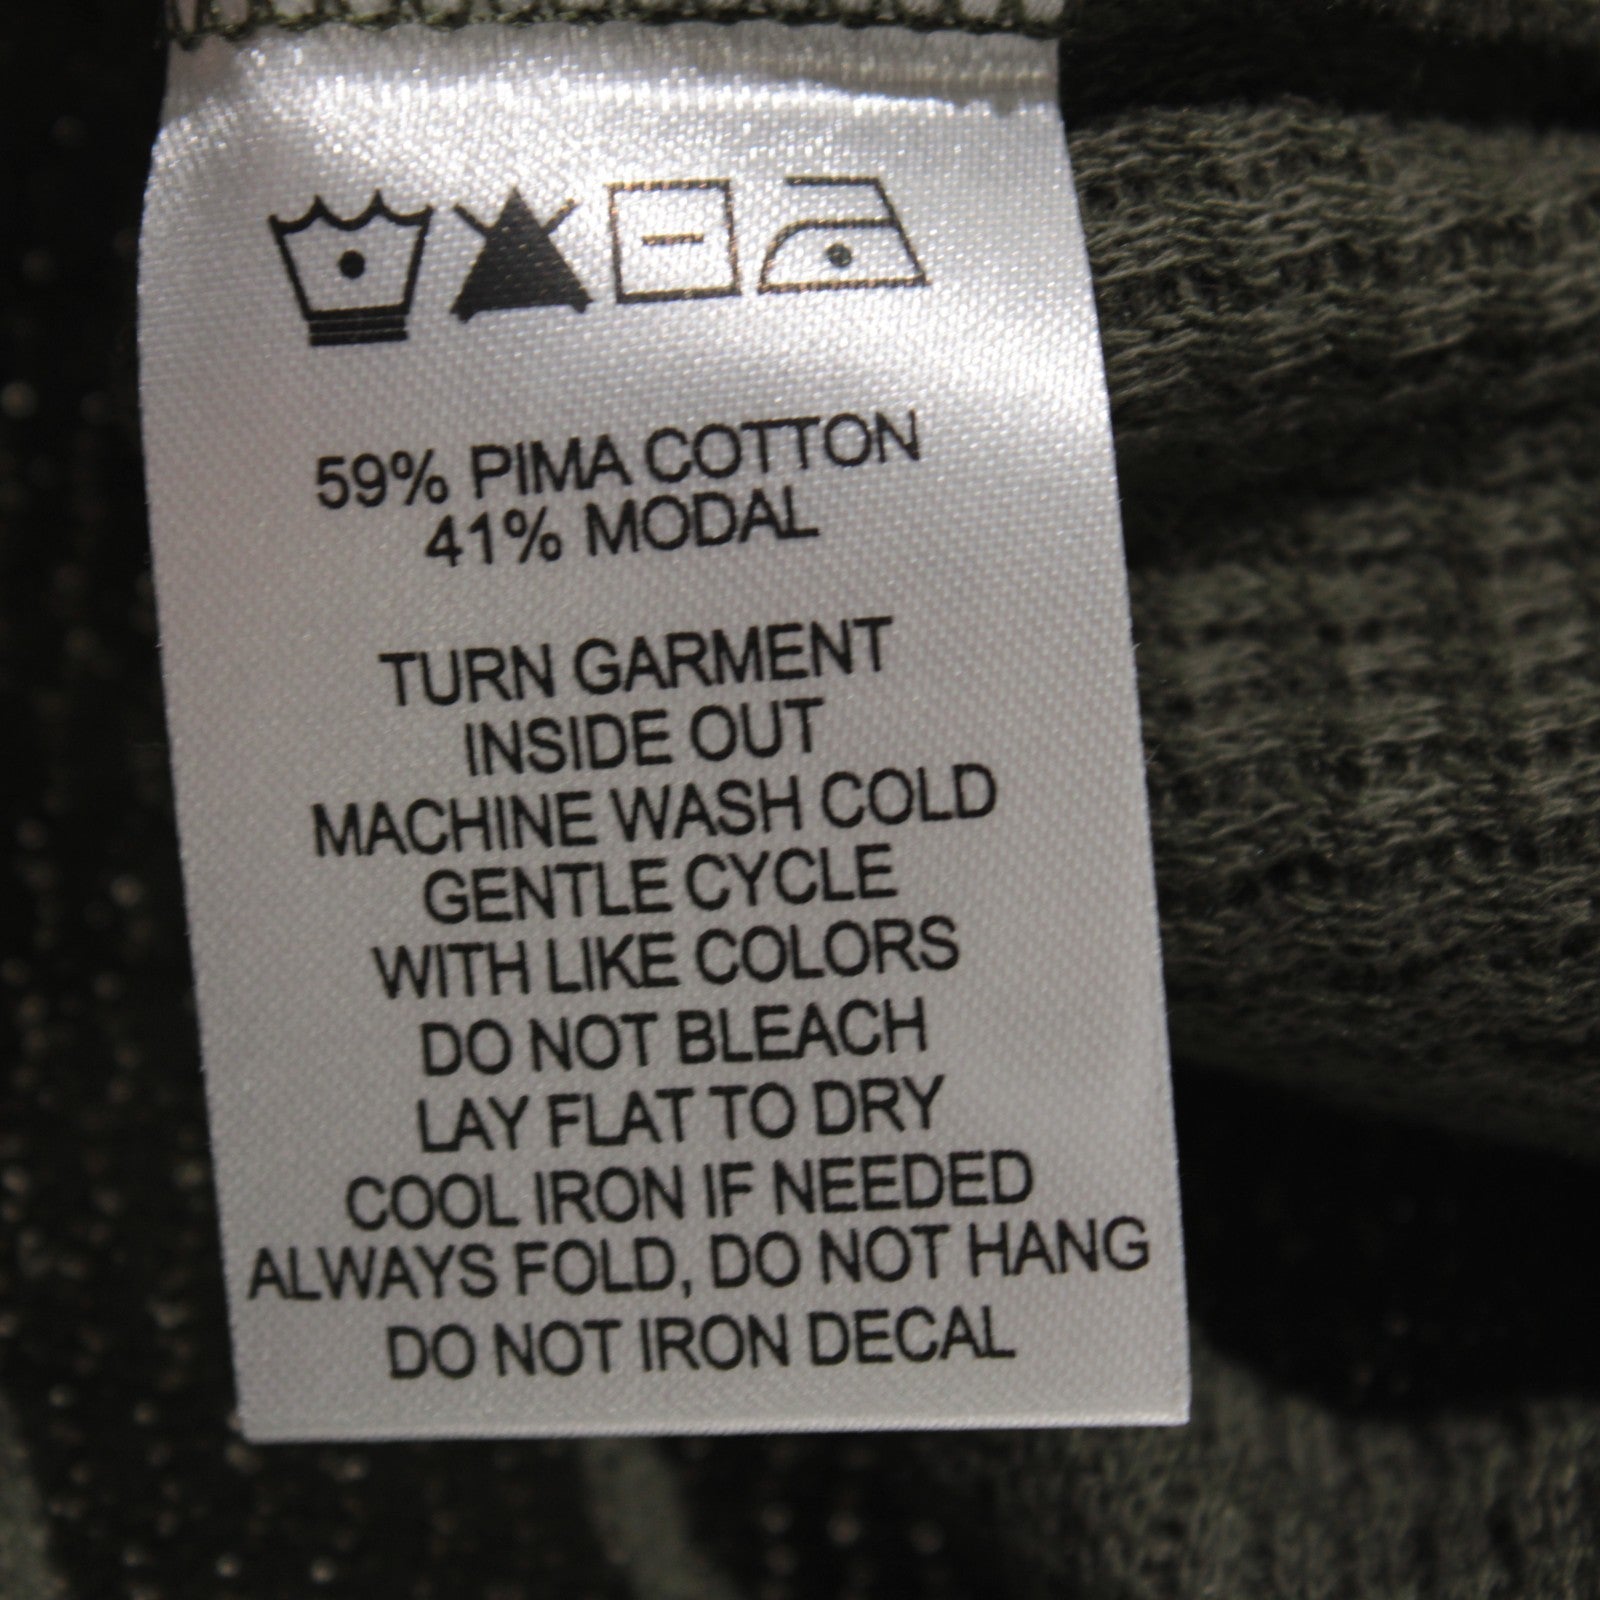 59% PIMA COTTON
41% MODAL
TURN GARMENT
INSIDE OUT
MACHINE WASH COLD
GENTLE CYCLE
WITH LIKE COLORS
DO NOT BLEACH
LAY FLAT TO DRY
COOL IRON IF NEEDED
ALWAYS FOLD, DO NOT HANG
DO NOT IRON DECAL